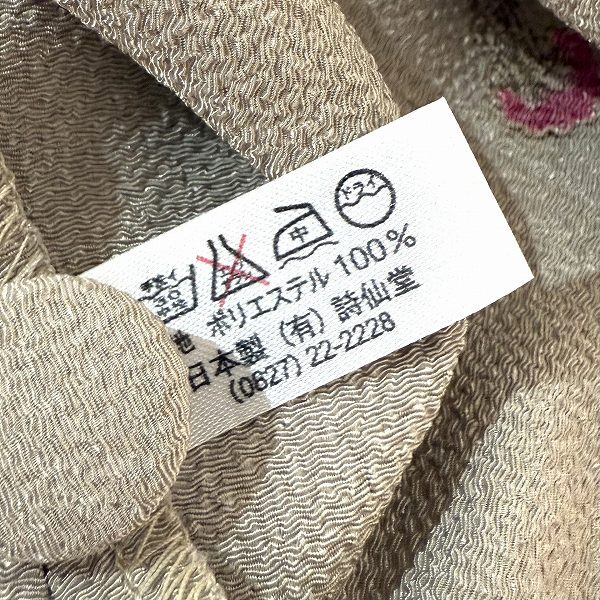 手洗イ 30 中 ドライ
地 ポリエステル 100%
日本製 (有) 詩仙堂
(0627) 22-2228